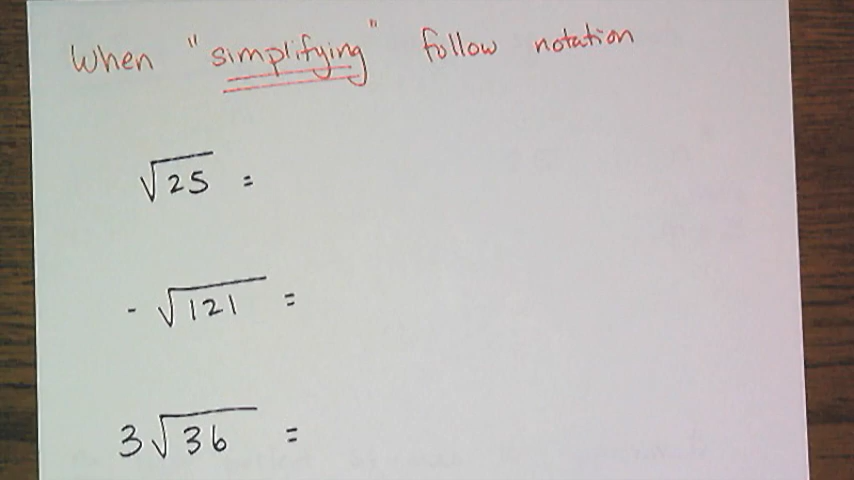 When "simplifying" follow notation
√25 =
- √121 =
3√36 =